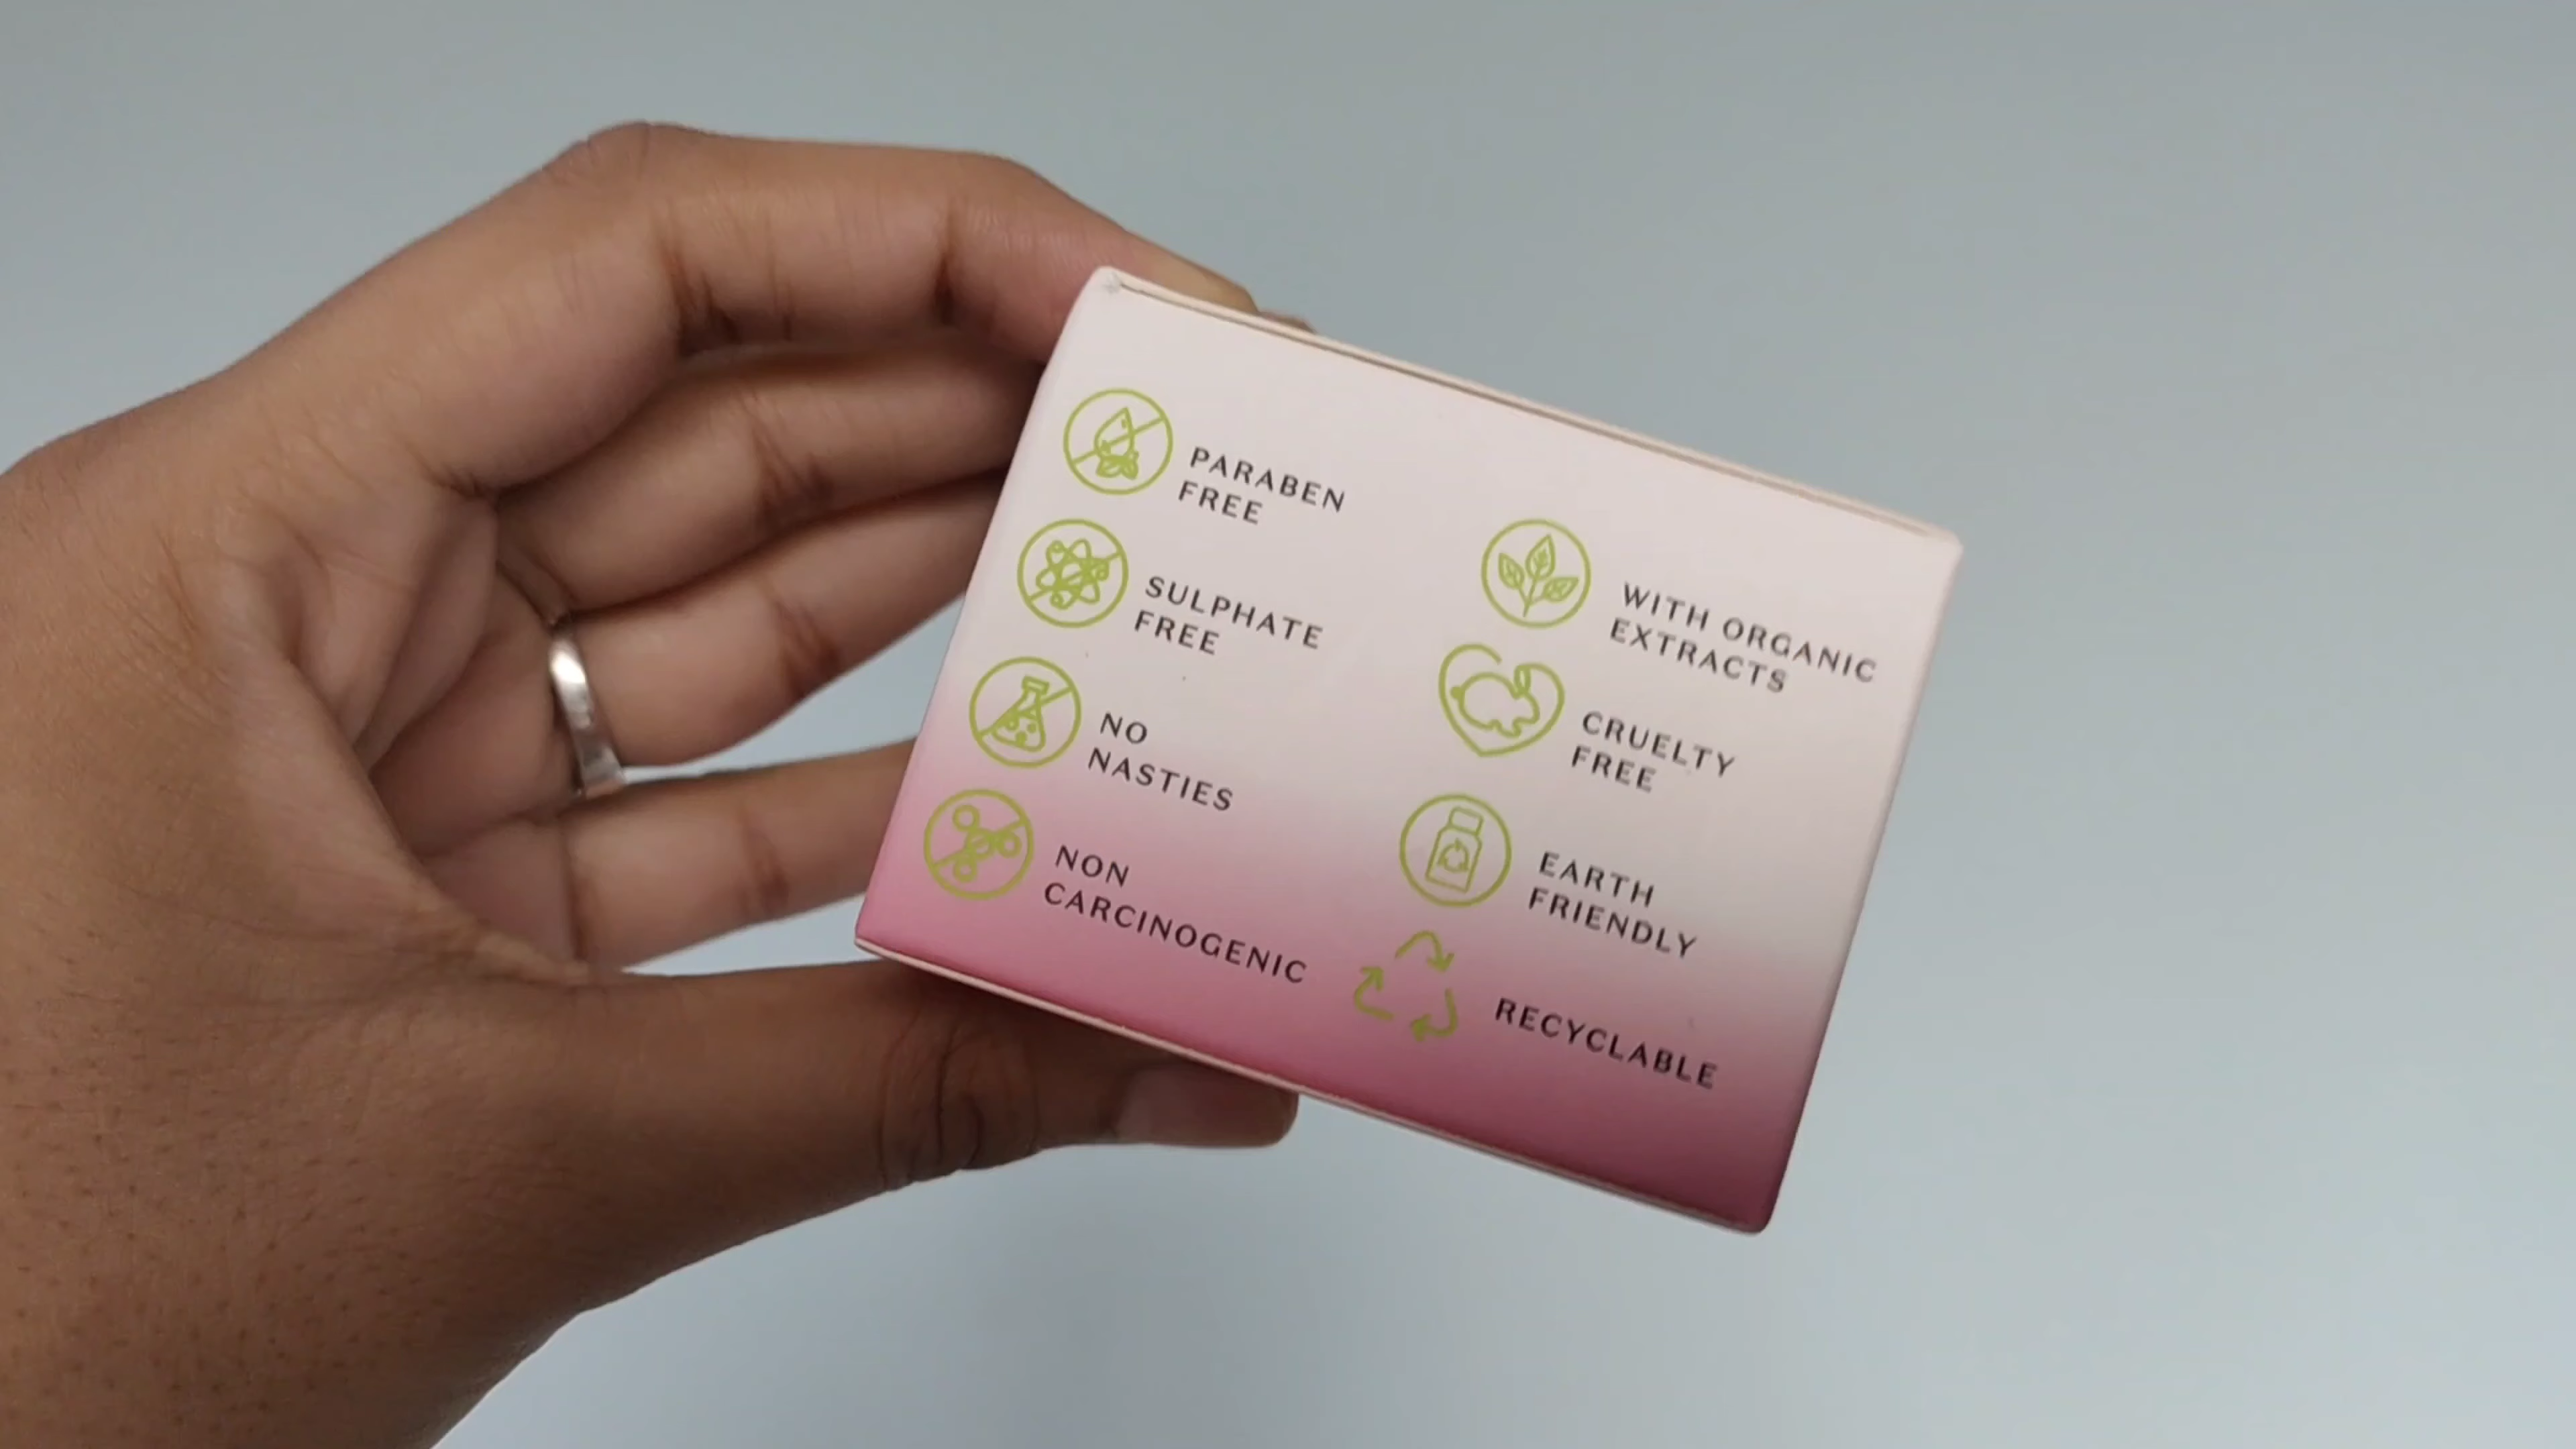 PARABEN
FREE
SULPHATE
FREE
NO
NASTIES
NON
CARCINOGENIC
WITH ORGANIC
EXTRACTS
CRUELTY
FREE
EARTH
FRIENDLY
RECYCLABLE